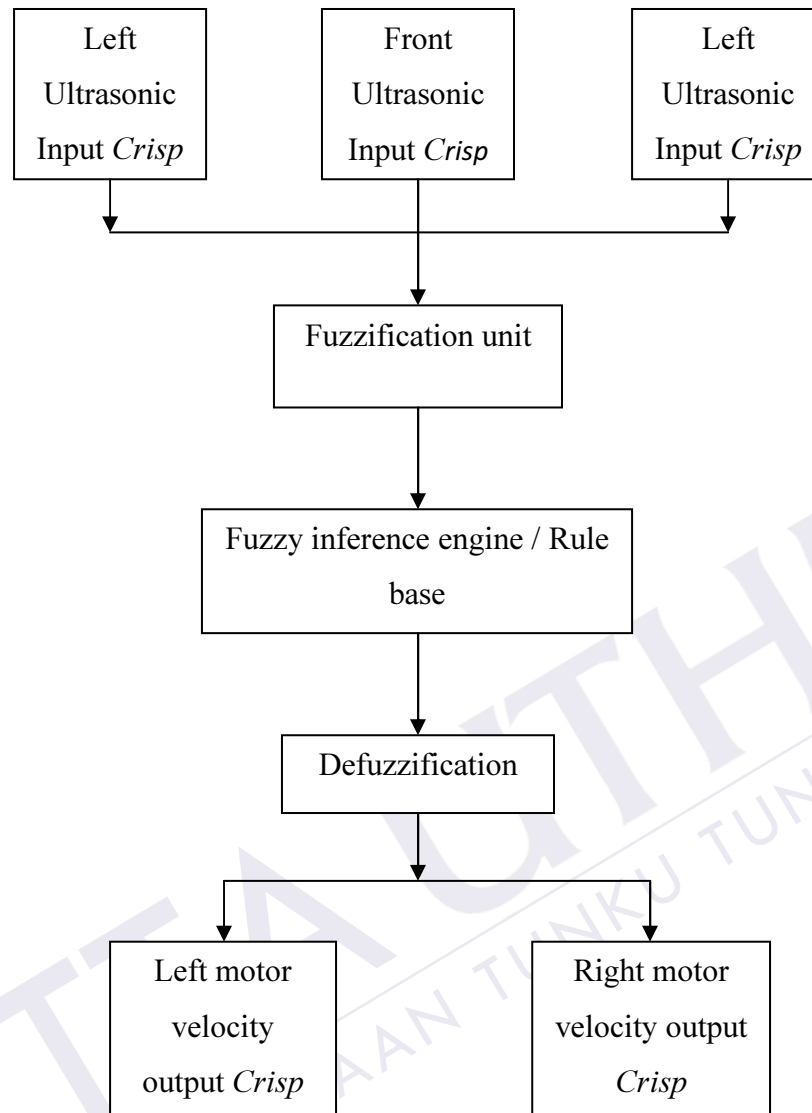 Left
Ultrasonic
Input Crisp
Front
Ultrasonic
Input Crisp
Left
Ultrasonic
Input Crisp
Fuzzification unit
Fuzzy inference engine / Rule
base
Defuzzification
Left motor
velocity
output Crisp
Right motor
velocity output
Crisp